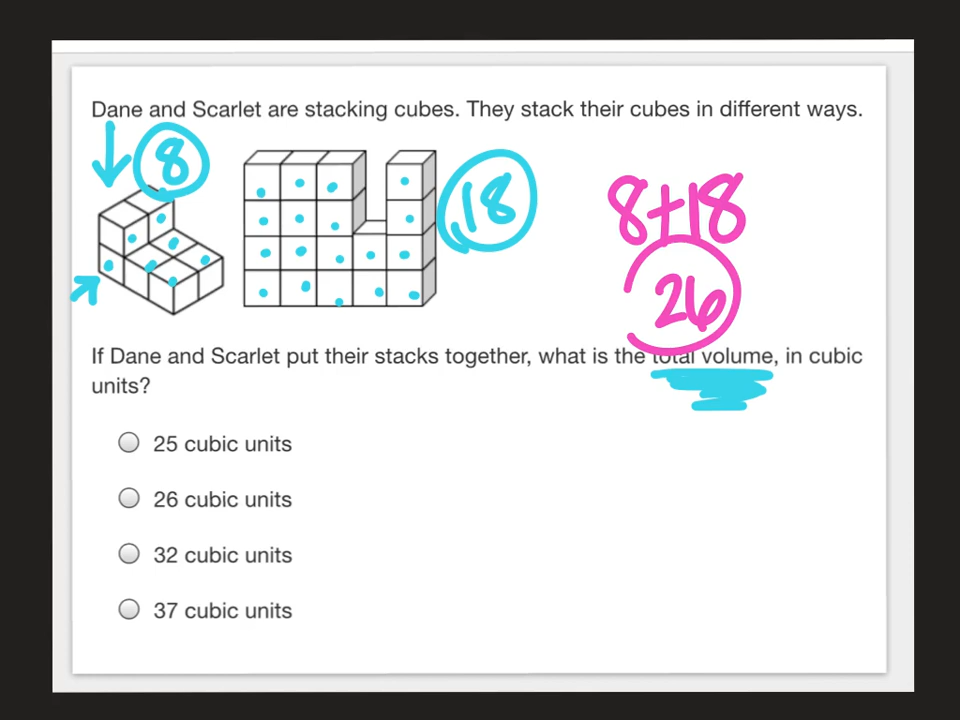 Dane and Scarlet are stacking cubes. They stack their cubes in different ways.
8
18
8+18
26
If Dane and Scarlet put their stacks together, what is the total volume, in cubic
units?
25 cubic units
26 cubic units
32 cubic units
37 cubic units